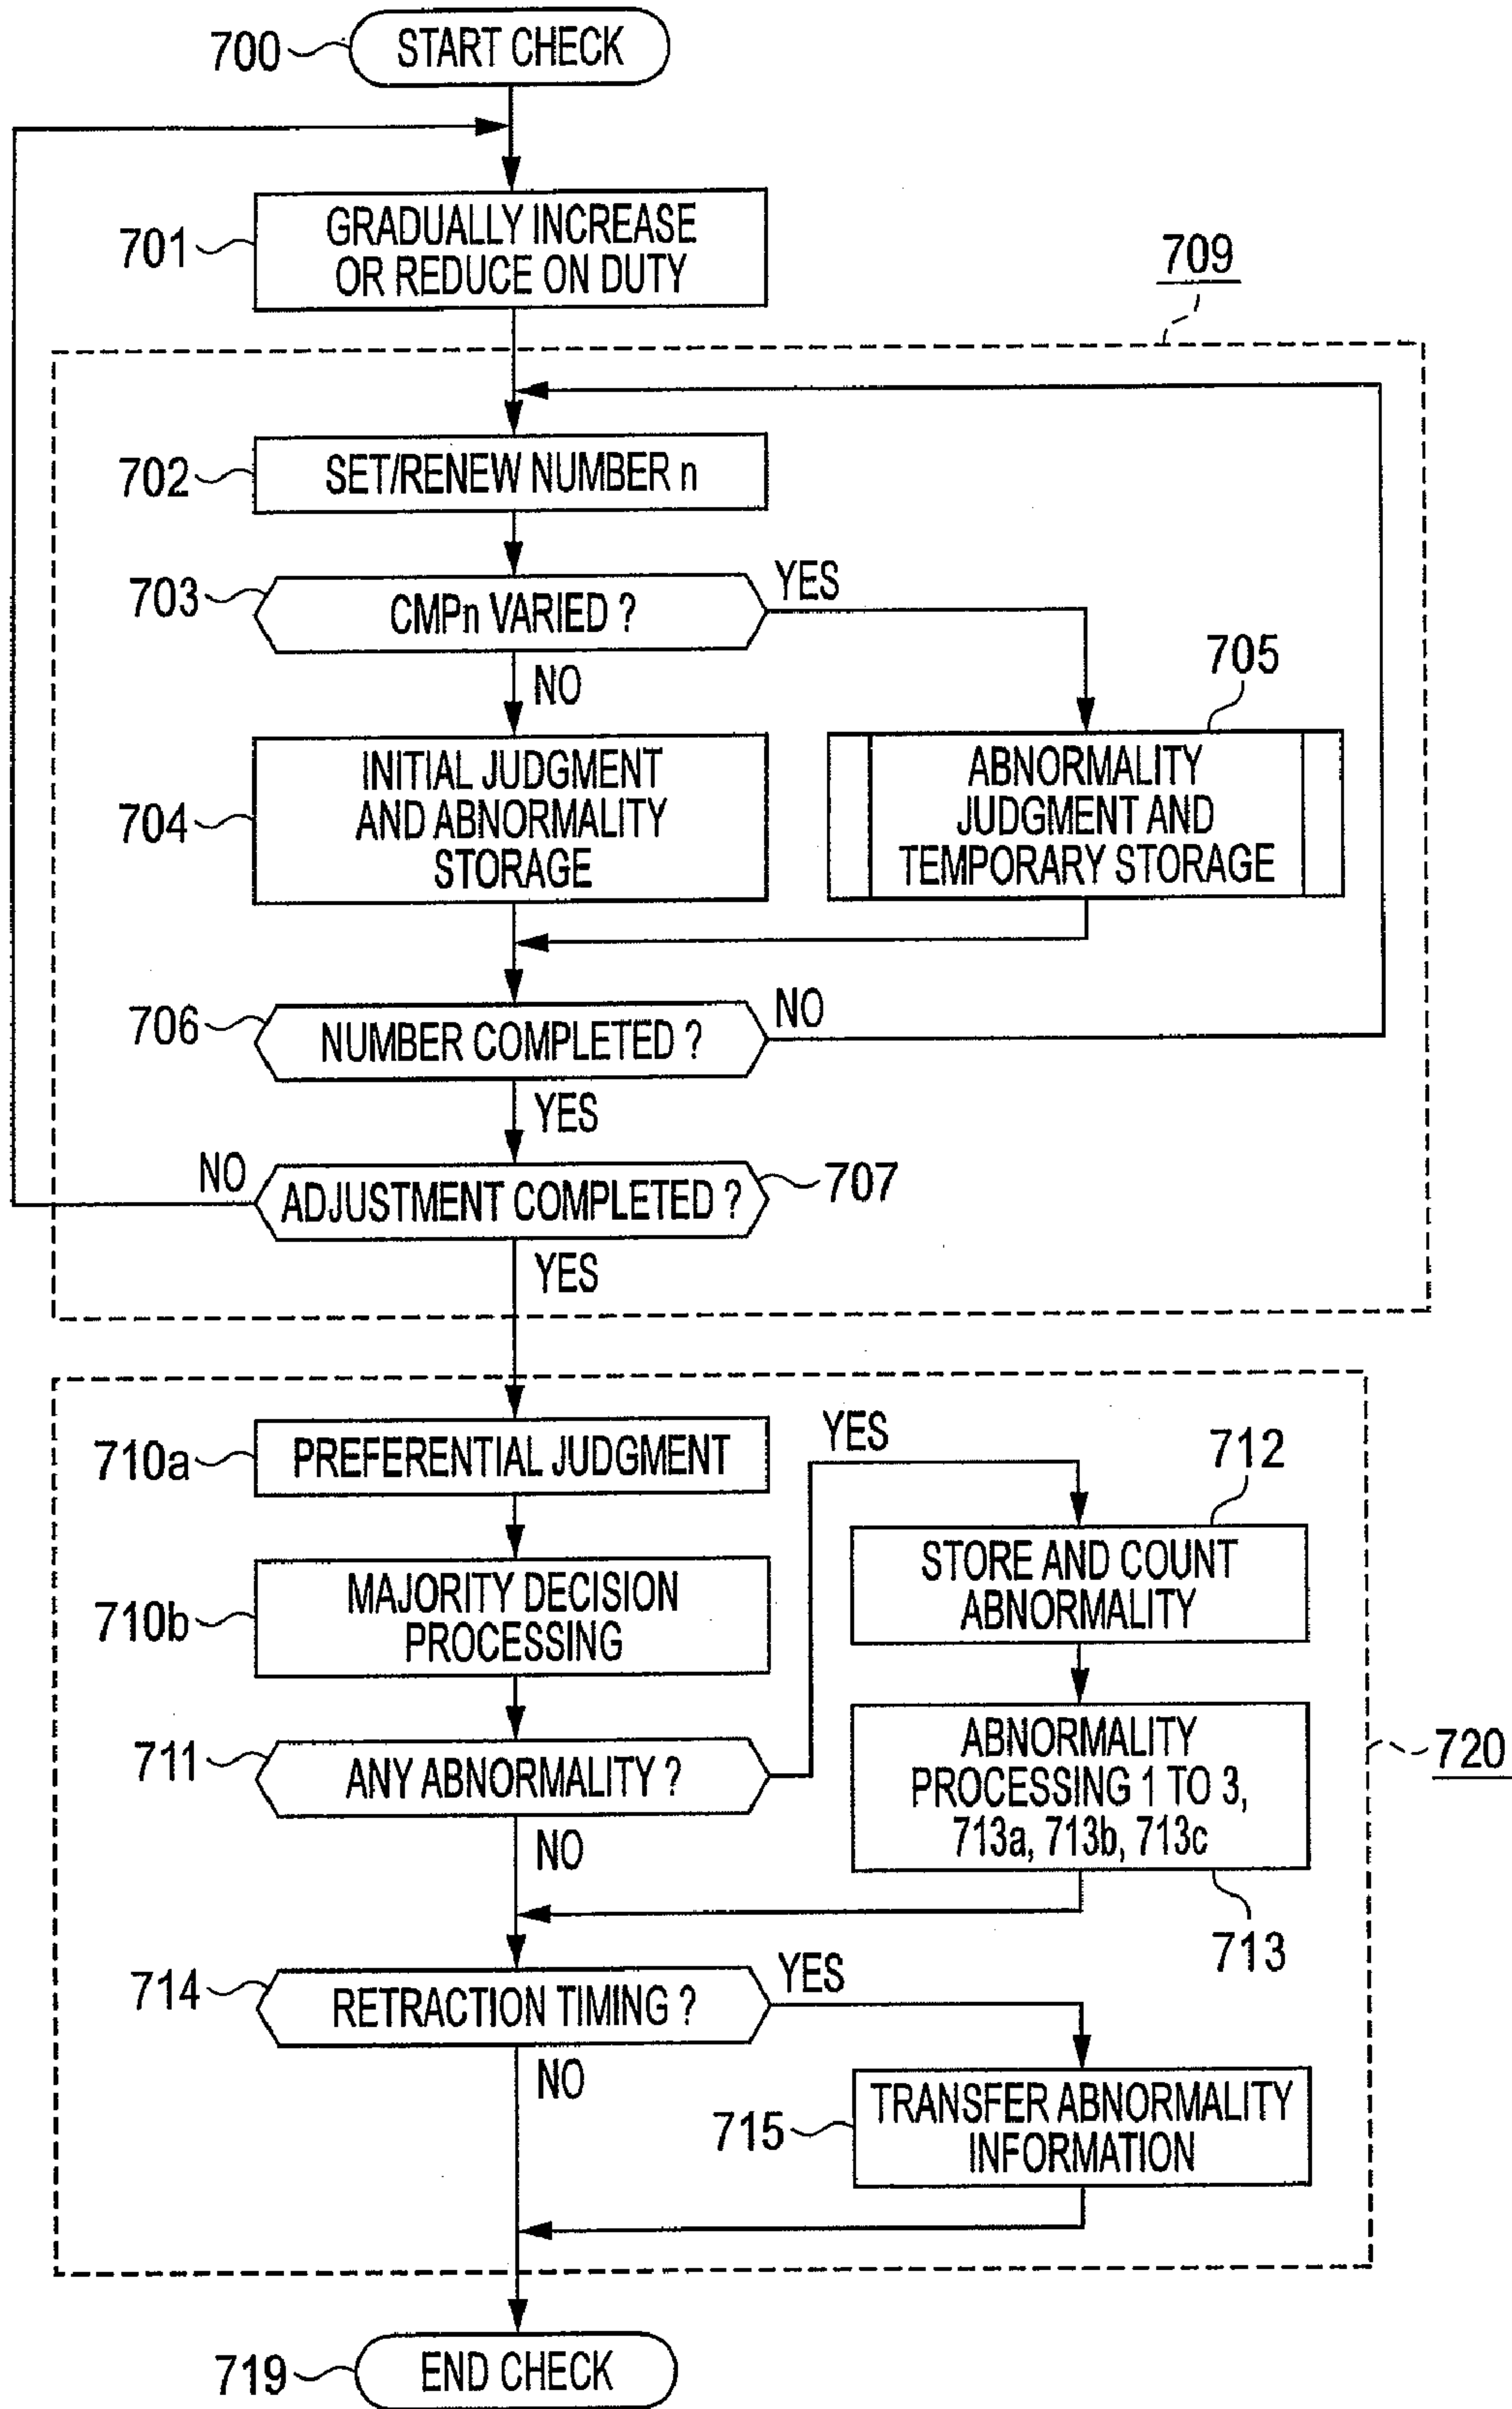 700
START CHECK
701
GRADUALLY INCREASE
OR REDUCE ON DUTY
709
702
SET/RENEW NUMBER n
703
CMPn VARIED ?
YES
NO
705
704
INITIAL JUDGMENT
AND ABNORMALITY
STORAGE
ABNORMALITY
JUDGMENT AND
TEMPORARY STORAGE
706
NUMBER COMPLETED ?
NO
YES
NO
ADJUSTMENT COMPLETED ?
707
YES
710a
PREFERENTIAL JUDGMENT
YES
712
STORE AND COUNT
ABNORMALITY
710b
MAJORITY DECISION
PROCESSING
711
ANY ABNORMALITY ?
NO
ABNORMALITY
PROCESSING 1 TO 3,
713a, 713b, 713c
720
713
714
RETRACTION TIMING ?
YES
NO
715
TRANSFER ABNORMALITY
INFORMATION
719
END CHECK